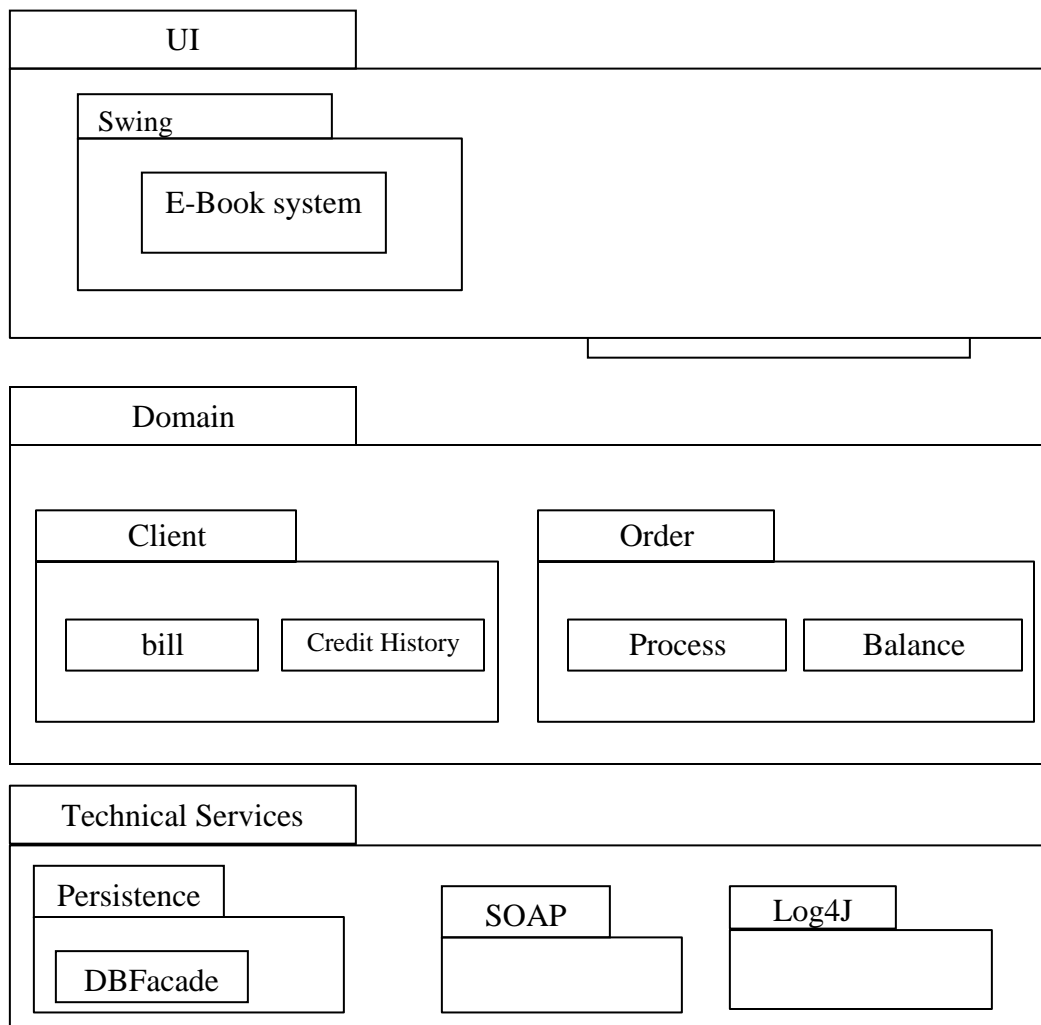 UI
Swing
E-Book system
Domain
Client
Order
bill
Credit History
Process
Balance
Technical Services
Persistence
SOAP
Log4J
DBFacade